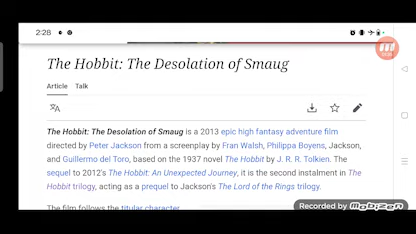 2:28
The Hobbit: The Desolation of Smaug
Article Talk
The Hobbit: The Desolation of Smaug is a 2013 epic high fantasy adventure film
directed by Peter Jackson from a screenplay by Fran Walsh, Philippa Boyens, Jackson,
and Guillermo del Toro, based on the 1937 novel The Hobbit by J. R. R. Tolkien. The
sequel to 2012's The Hobbit: An Unexpected Journey, it is the second instalment in The
Hobbit trilogy, acting as a prequel to Jackson's The Lord of the Rings trilogy.
Recorded by Mobizen
The film follows the titular character